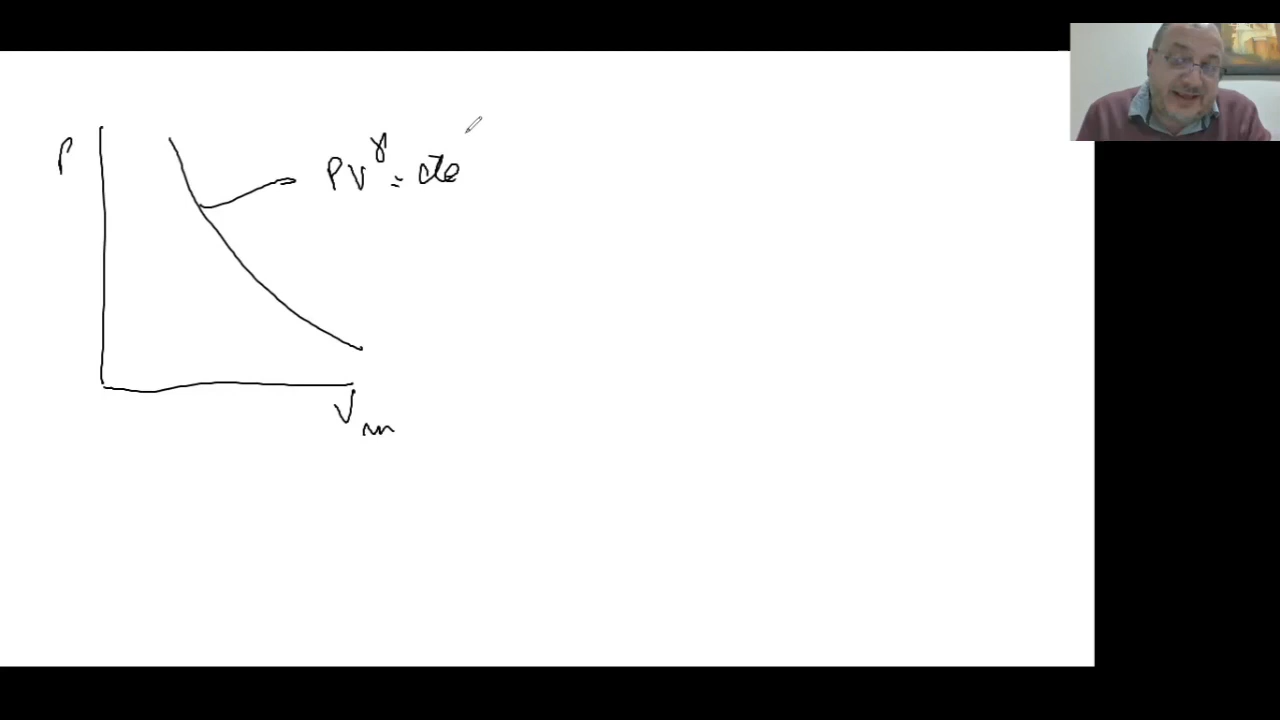 P
PV^γ = cte
V_m